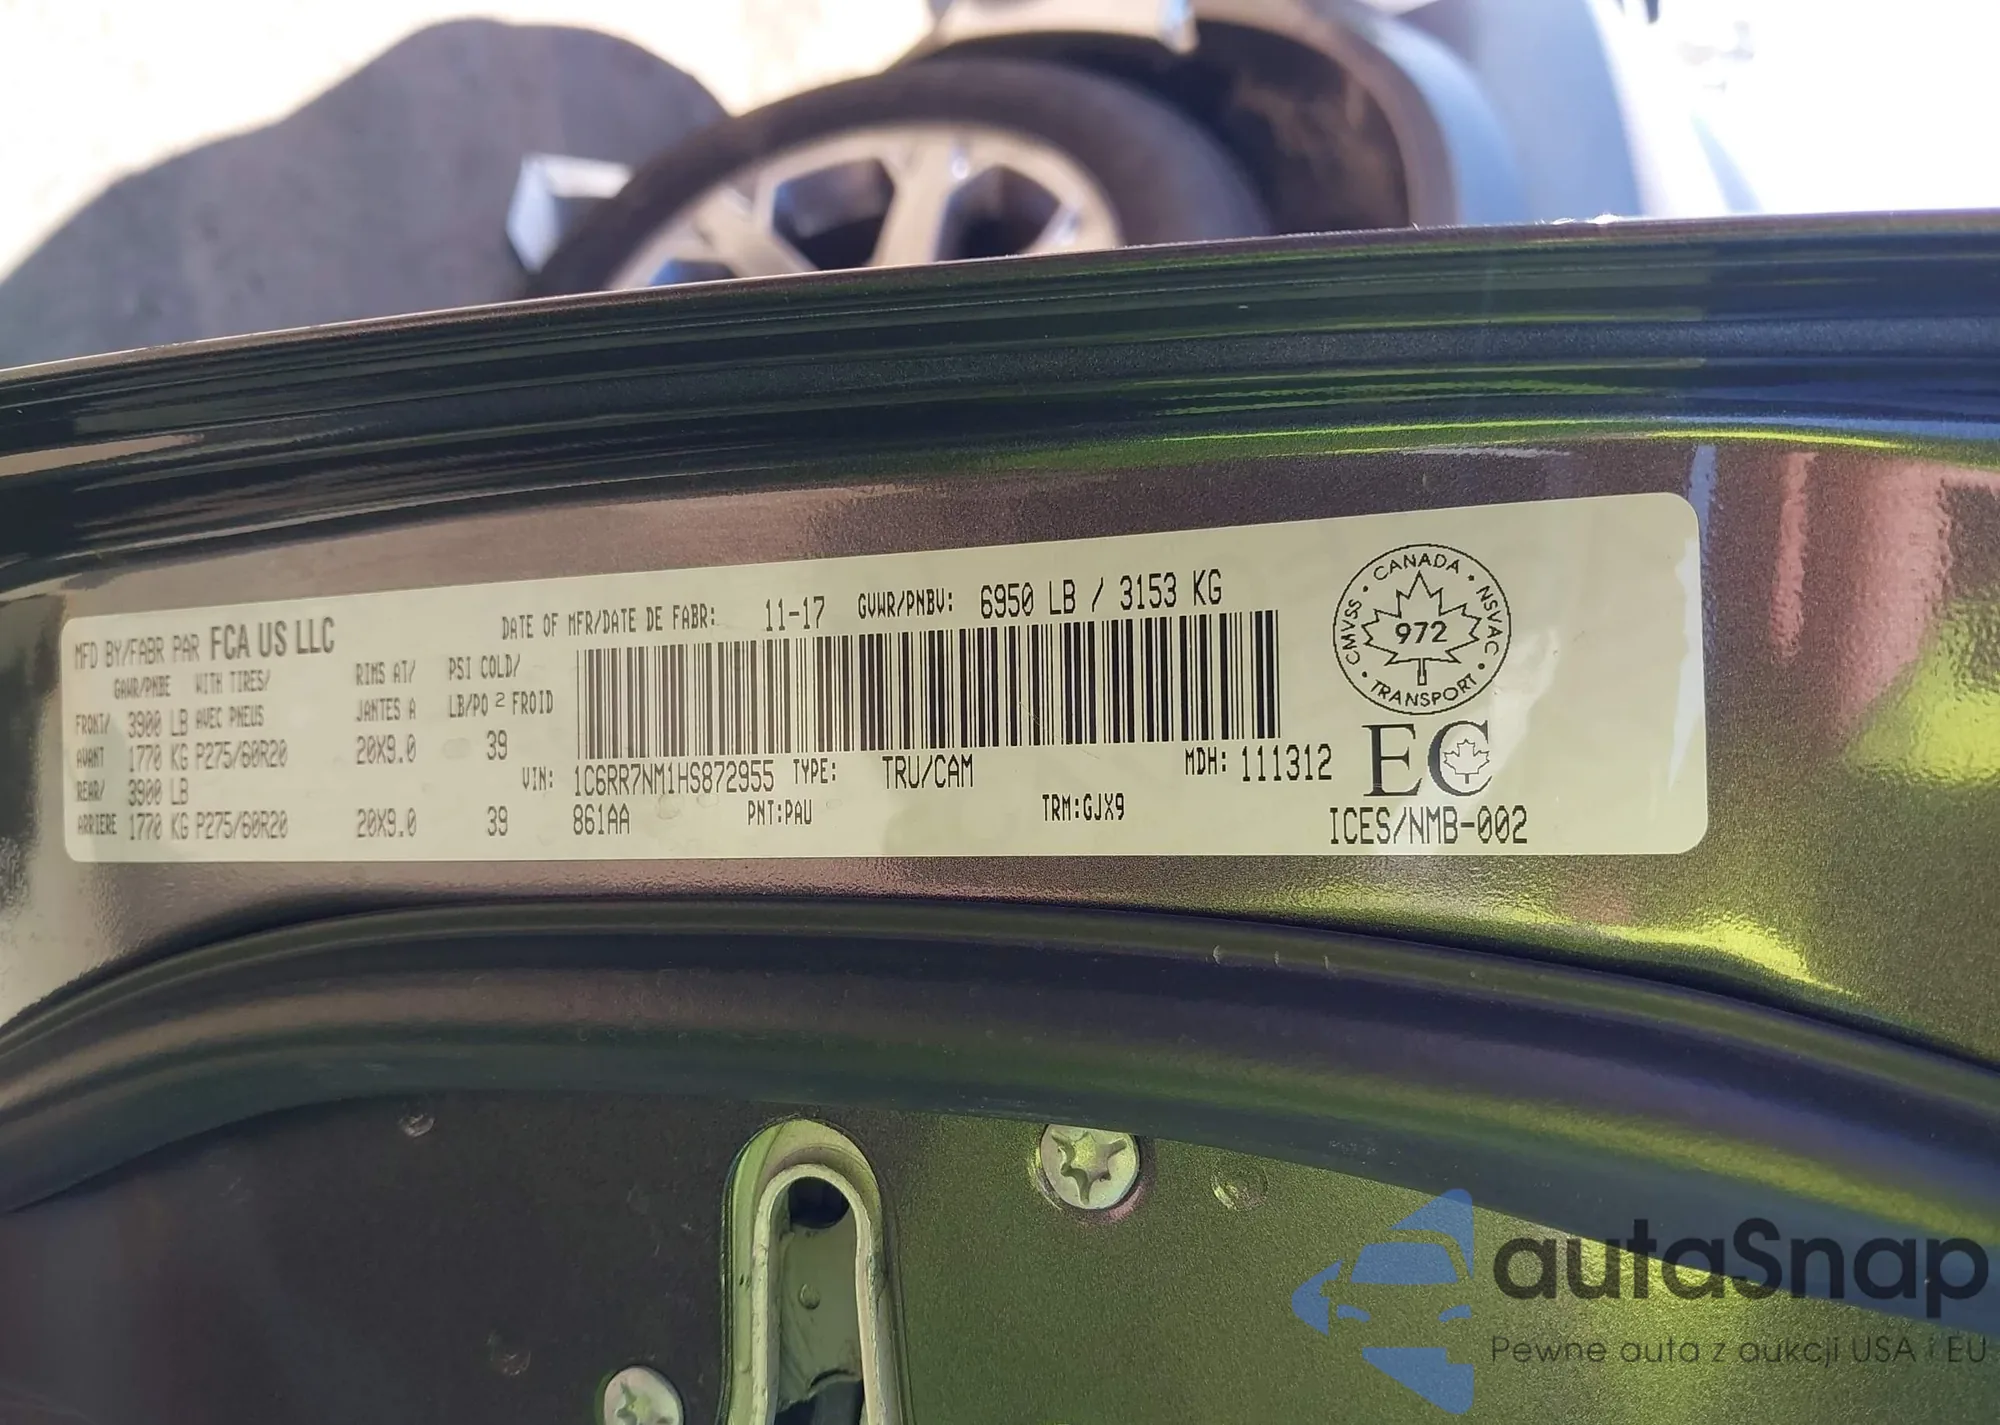 MFD BY/FABR PAR FCA US LLC
DATE OF MFR/DATE DE FABR: 11-17 GVWR/PNBV: 6950 LB / 3153 KG
GAWR/PNBE WITH TIRES/ RIMS AT/ PSI COLD/
AVEC PNEUS JANTES A LB/PO² FROID
FRONT/ 3900 LB
AVANT 1770 KG P275/60R20 20X9.0 39
REAR/ 3900 LB
ARRIERE 1770 KG P275/60R20 20X9.0 39
VIN: 1C6RR7NM1HS872955 TYPE: TRU/CAM MDH: 111312
861AA PNT:PAU TRM:GJX9
CANADA • NSVAC • TRANSPORT • CMVSS •
972
EC
ICES/NMB-002
autaSnap
Pewne auta z aukcji USA i EU